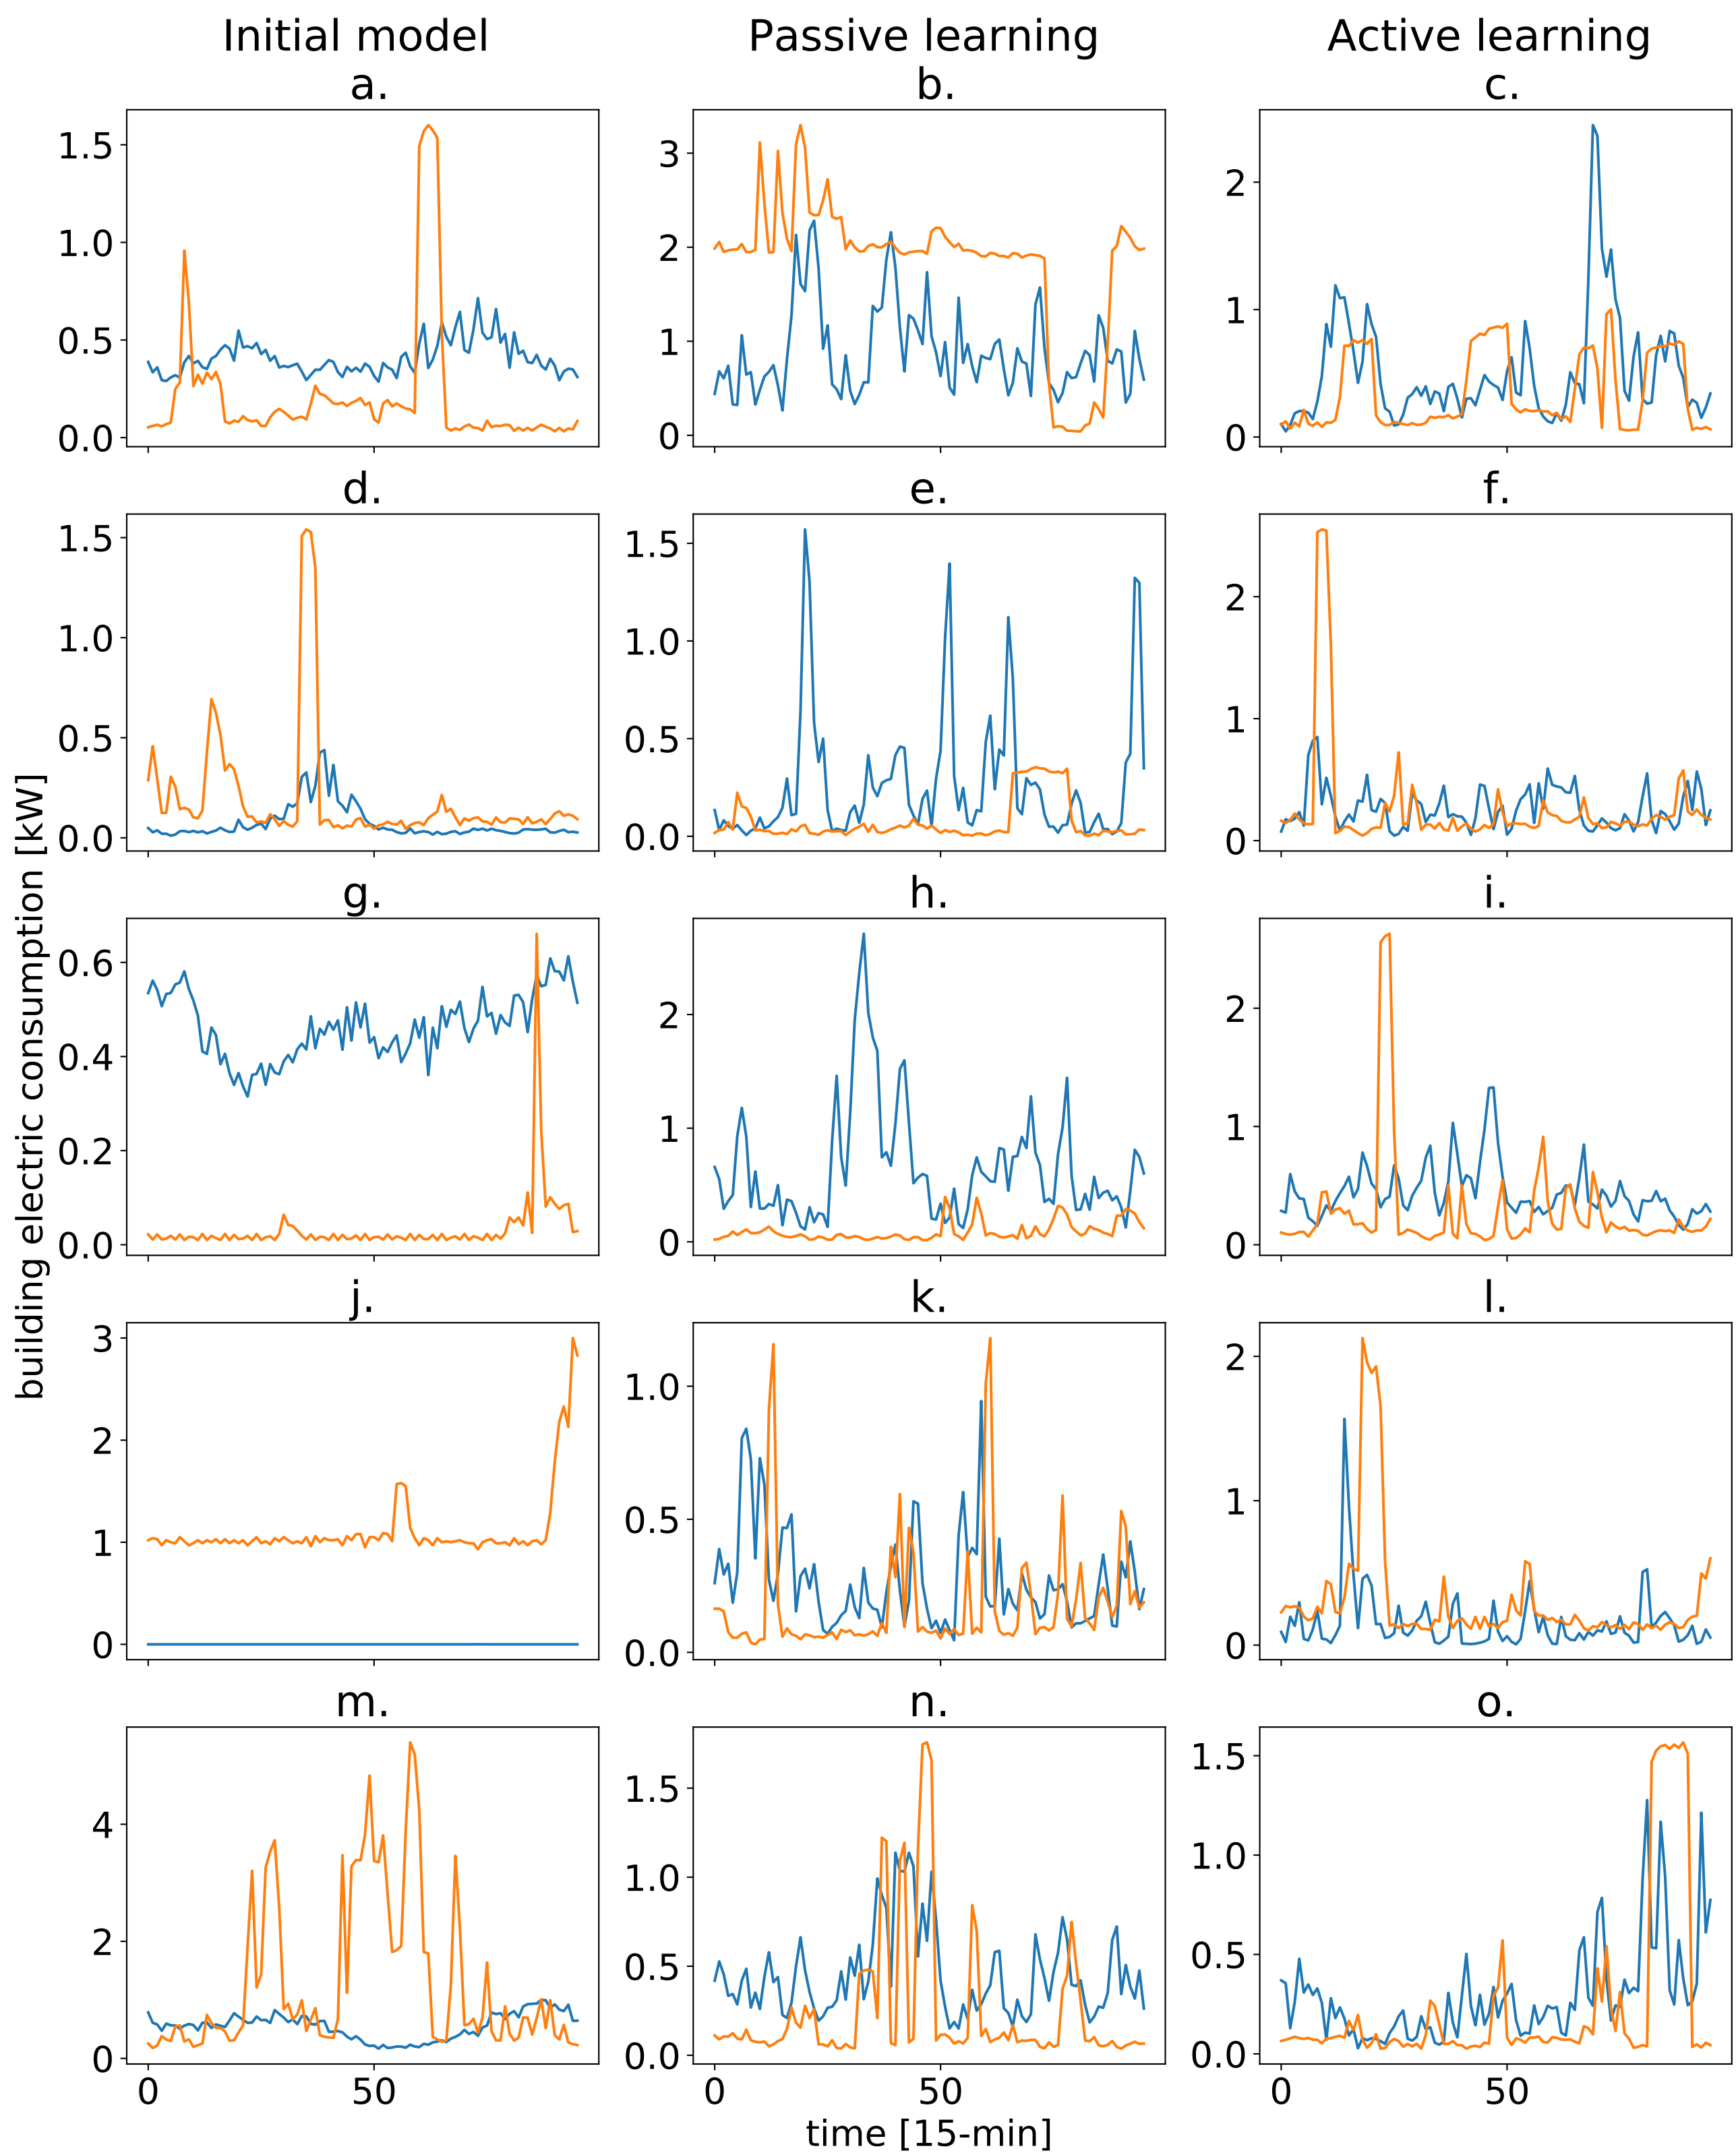 Initial model Passive learning Active learning
a. b. c.
1.5 1.0 0.5 0.0
3 2 1 0
2 1 0
d. e. f.
1.5 1.0 0.5 0.0
1.5 1.0 0.5 0.0
2 1 0
g. h. i.
0.6 0.4 0.2 0.0
2 1 0
2 1 0
building electric consumption [kW]
j. k. l.
3 2 1 0
1.0 0.5 0.0
2 1 0
m. n. o.
4 2 0
1.5 1.0 0.5 0.0
1.5 1.0 0.5 0.0
0 50 0 50 0 50
time [15-min]